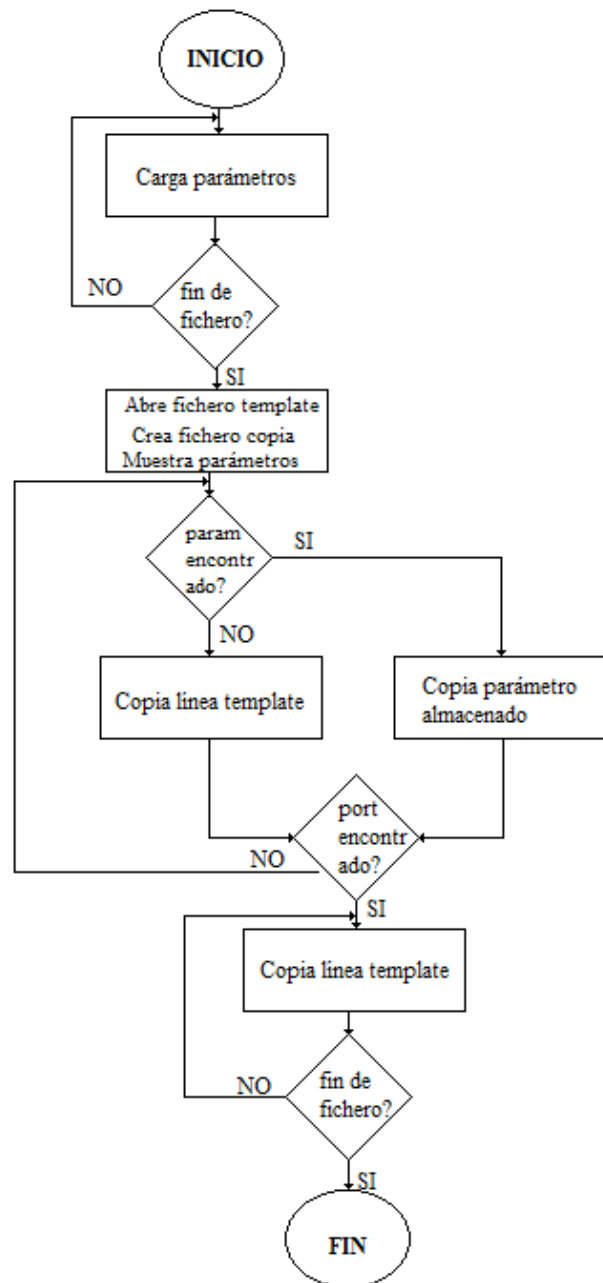 INICIO
Carga parámetros
NO
fin de
fichero?
SI
Abre fichero template
Crea fichero copia
Muestra parámetros
param
encontr
ado?
SI
NO
Copia linea template
Copia parámetro
almacenado
port
encontr
ado?
NO
SI
Copia linea template
NO
fin de
fichero?
SI
FIN